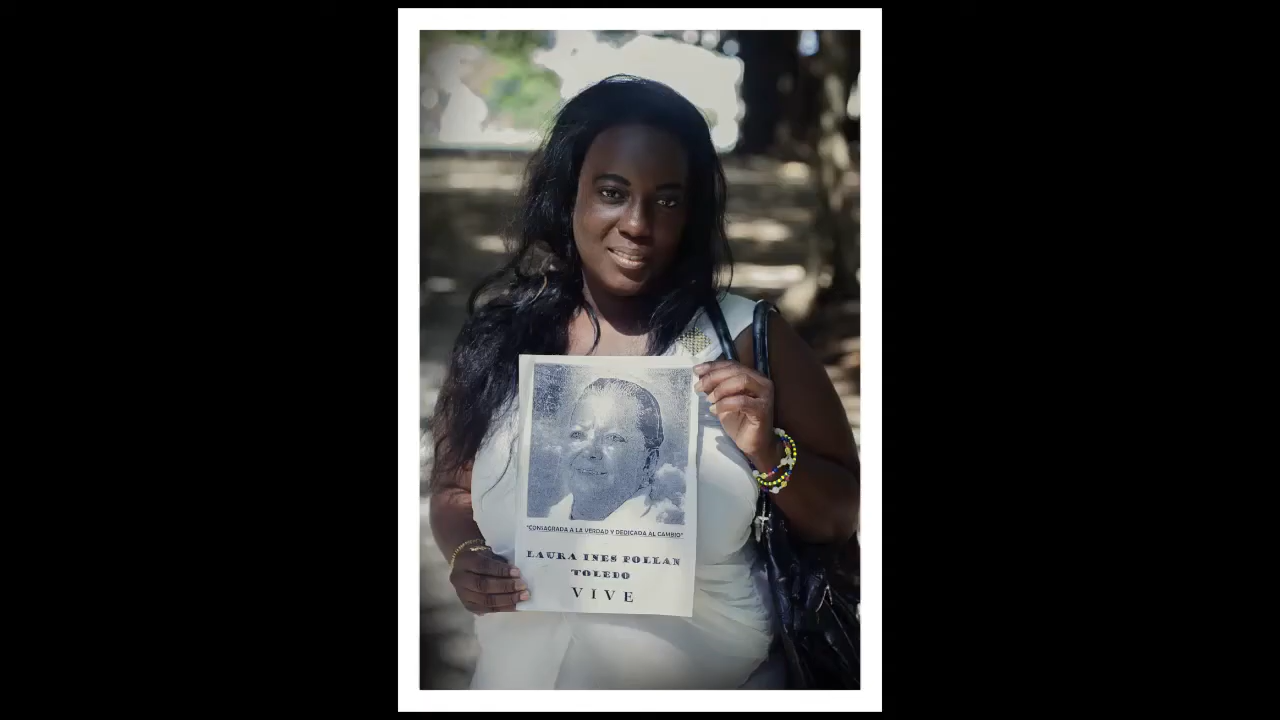 "CONSAGRADA A LA VERDAD Y DEDICADA AL CAMBIO"
LAURA INES POLLAN
TOLEDO
VIVE